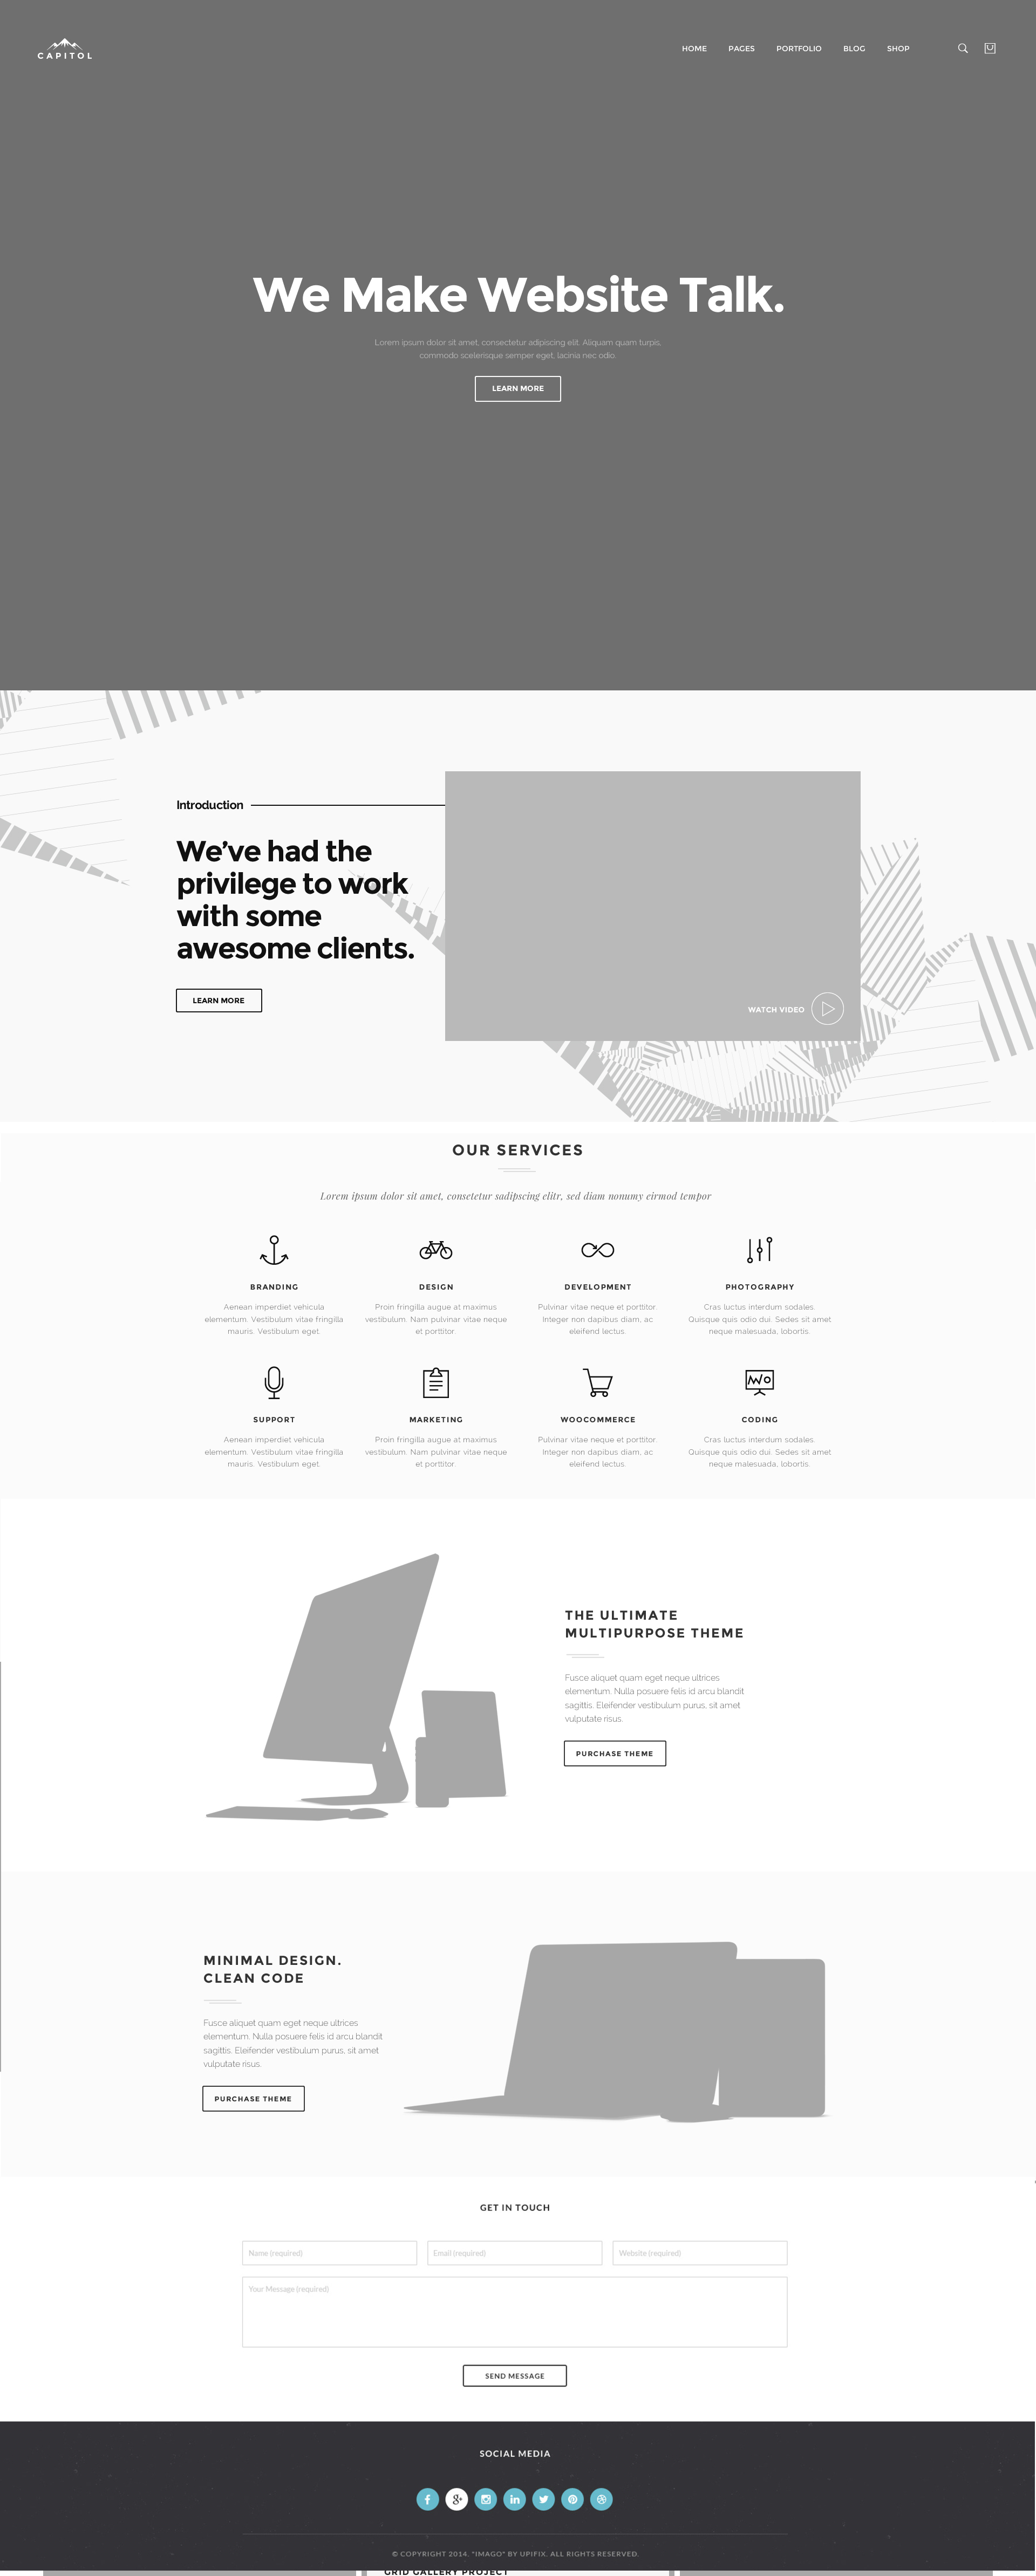 CAPITOL
HOME PAGES PORTFOLIO BLOG SHOP
We Make Website Talk.
Lorem ipsum dolor sit amet, consectetur adipiscing elit. Aliquam quam turpis,
commodo scelerisque semper eget, lacinia nec odio.
LEARN MORE
Introduction
We've had the
privilege to work
with some
awesome clients.
LEARN MORE
WATCH VIDEO
OUR SERVICES
Lorem ipsum dolor sit amet, consetetur sadipscing elitr, sed diam nonumy eirmod tempor
BRANDING
Aenean imperdiet vehicula
elementum. Vestibulum vitae fringilla
mauris. Vestibulum eget.
DESIGN
Proin fringilla augue at maximus
vestibulum. Nam pulvinar vitae neque
et porttitor.
DEVELOPMENT
Pulvinar vitae neque et porttitor.
Integer non dapibus diam, ac
eleifend lectus.
PHOTOGRAPHY
Cras luctus interdum sodales.
Quisque quis odio dui. Sedes sit amet
neque malesuada, lobortis.
SUPPORT
Aenean imperdiet vehicula
elementum. Vestibulum vitae fringilla
mauris. Vestibulum eget.
MARKETING
Proin fringilla augue at maximus
vestibulum. Nam pulvinar vitae neque
et porttitor.
WOOCOMMERCE
Pulvinar vitae neque et porttitor.
Integer non dapibus diam, ac
eleifend lectus.
CODING
Cras luctus interdum sodales.
Quisque quis odio dui. Sedes sit amet
neque malesuada, lobortis.
THE ULTIMATE
MULTIPURPOSE THEME
Fusce aliquet quam eget neque ultrices
elementum. Nulla posuere felis id arcu blandit
sagittis. Eleifender vestibulum purus, sit amet
vulputate risus.
PURCHASE THEME
MINIMAL DESIGN.
CLEAN CODE
Fusce aliquet quam eget neque ultrices
elementum. Nulla posuere felis id arcu blandit
sagittis. Eleifender vestibulum purus, sit amet
vulputate risus.
PURCHASE THEME
GET IN TOUCH
Name (required) Email (required) Website (required)
Your Message (required)
SEND MESSAGE
SOCIAL MEDIA
© COPYRIGHT 2014. "IMAGO" BY UPIFIX. ALL RIGHTS RESERVED.
GRID GALLERY PROJECT